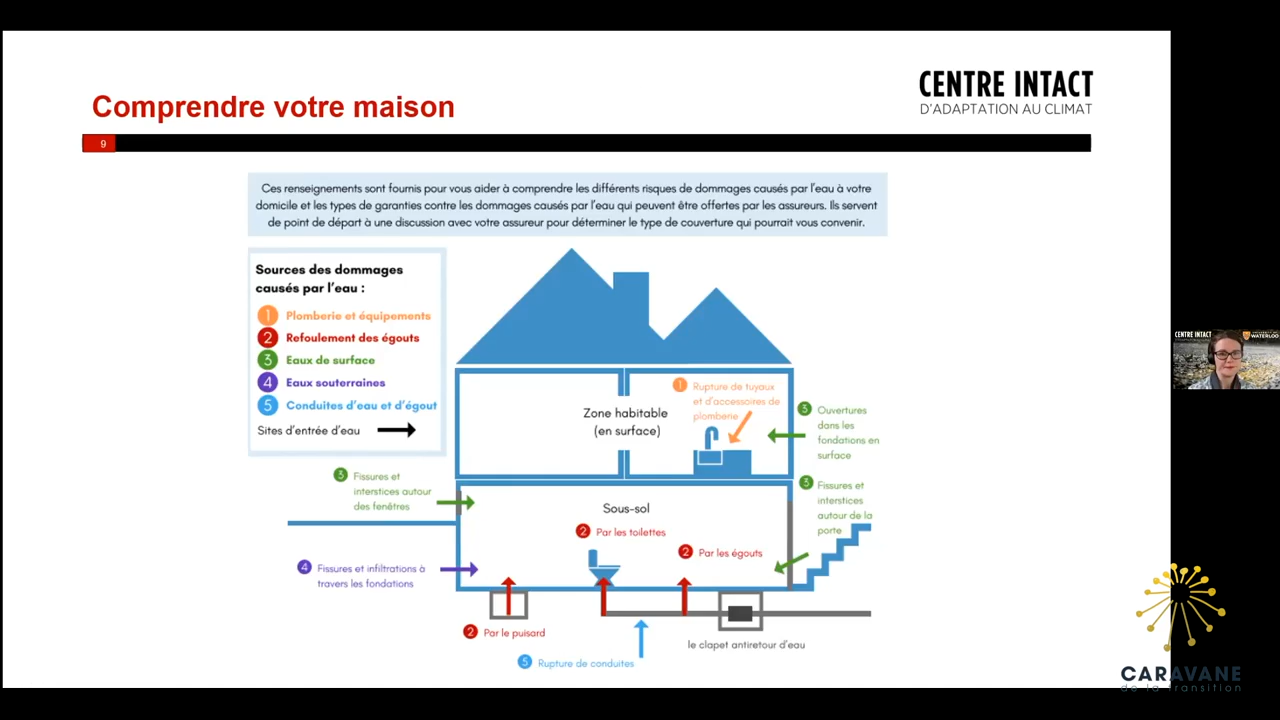 CENTRE INTACT
D'ADAPTATION AU CLIMAT
Comprendre votre maison
9
Ces renseignements sont fournis pour vous aider à comprendre les différents risques de dommages causés par l'eau à votre
domicile et les types de garanties contre les dommages causés par l'eau qui peuvent être offertes par les assureurs. Ils servent
de point de départ à une discussion avec votre assureur pour déterminer le type de couverture qui pourrait vous convenir.
Sources des dommages
causés par l'eau :
1 Plomberie et équipements
2 Refoulement des égouts
3 Eaux de surface
4 Eaux souterraines
5 Conduites d'eau et d'égout
Sites d'entrée d'eau
1 Rupture de tuyaux
et d'accessoires de
plomberie
Zone habitable
(en surface)
3 Ouvertures
dans les
fondations en
surface
3 Fissures et
interstices autour
des fenêtres
3 Fissures et
interstices
autour de la
porte
Sous-sol
2 Par les toilettes
2 Par les égouts
4 Fissures et infiltrations à
travers les fondations
2 Par le puisard
le clapet antiretour d'eau
5 Rupture de conduites
CENTRE INTACT
WATERLOO
CARAVANE
de la transition